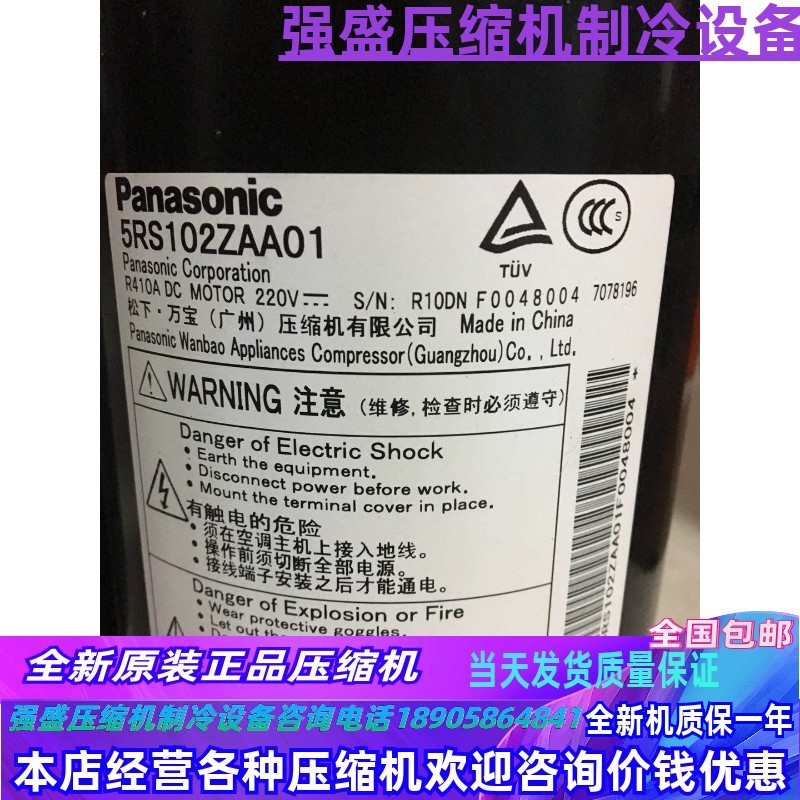 强盛压缩机制冷设备
Panasonic
5RS102ZAA01
Panasonic Corporation
R410A DC MOTOR 220V⎓ S/N: R10DN F0048004 7078196
松下·万宝（广州）压缩机有限公司 Made in China
Panasonic Wanbao Appliances Compressor(Guangzhou)Co., Ltd.
TÜV
CCC S
WARNING 注意（维修,检查时必须遵守）
Danger of Electric Shock
• Earth the equipment.
• Disconnect power before work.
• Mount the terminal cover in place.
有触电的危险
• 须在空调主机上接入地线。
• 操作前须切断全部电源。
• 接线端子安装之后才能通电。
Danger of Explosion or Fire
• Wear protective goggles.
• Let out the
5RS102ZAA01F0048004 *
全国包邮
全新原装正品压缩机
当天发货质量保证
强盛压缩机制冷设备咨询电话18905864841
全新机质保一年
本店经营各种压缩机欢迎咨询价钱优惠